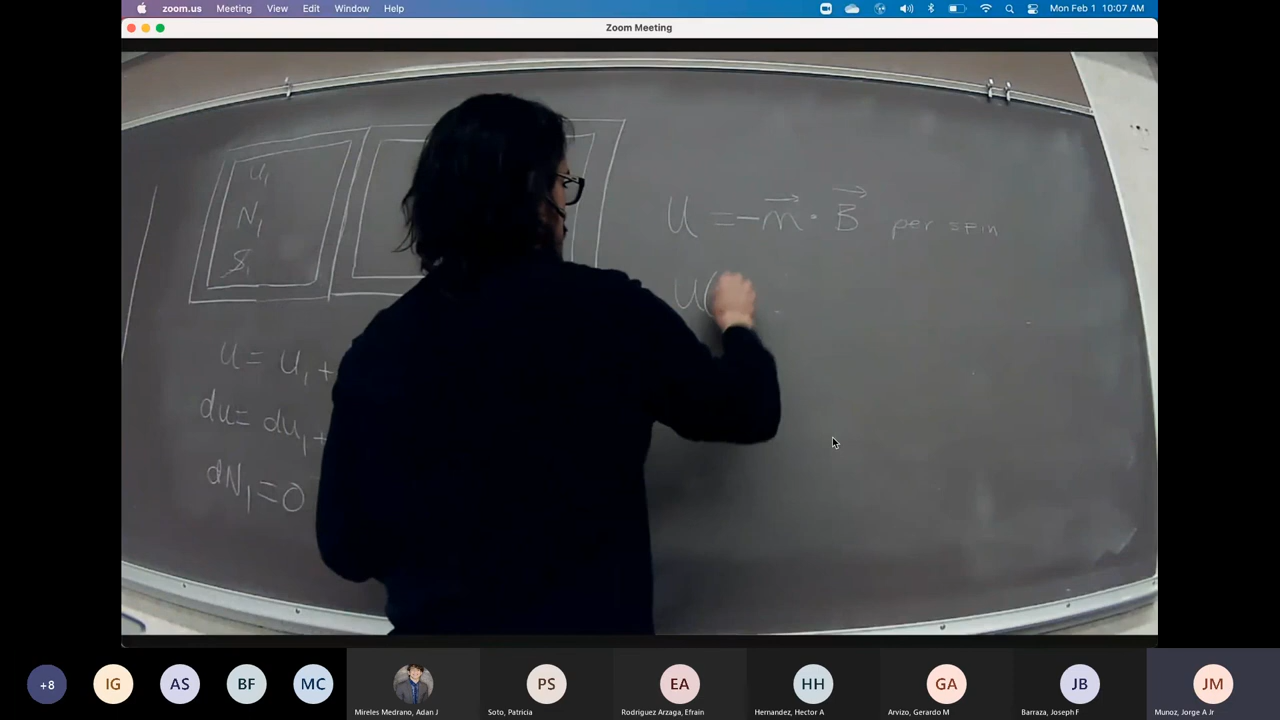 zoom.us Meeting View Edit Window Help Mon Feb 1 10:07 AM
Zoom Meeting
U₁
N₁
S₁
U = U₁ +
dU = dU₁ +
dN₁ = 0
U = -m⃗ · B⃗ per spin
U(
+8
IG
AS
BF
MC
PS
EA
HH
GA
JB
JM
Mireles Medrano, Adan J
Soto, Patricia
Rodriguez Arzaga, Efrain
Hernandez, Hector A
Arvizo, Gerardo M
Barraza, Joseph F
Munoz, Jorge A Jr